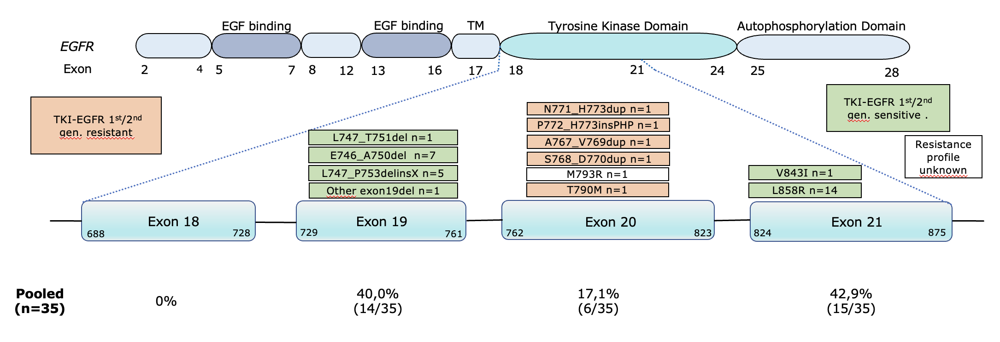 EGF binding
EGF binding
TM
Tyrosine Kinase Domain
Autophosphorylation Domain
EGFR
Exon
2
4
5
7
8
12
13
16
17
18
21
24
25
28
TKI-EGFR 1st/2nd
gen. resistant
TKI-EGFR 1st/2nd
gen. sensitive .
Resistance
profile
unknown
L747_T751del n=1
E746_A750del  n=7
L747_P753delinsX n=5
Other exon19del n=1
N771_H773dup n=1
P772_H773insPHP n=1
A767_V769dup n=1
S768_D770dup n=1
M793R n=1
T790M n=1
V843I n=1
L858R n=14
Exon 18
688
728
Exon 19
729
761
Exon 20
762
823
Exon 21
824
875
Pooled
(n=35)
0%
40,0%
(14/35)
17,1%
(6/35)
42,9%
(15/35)